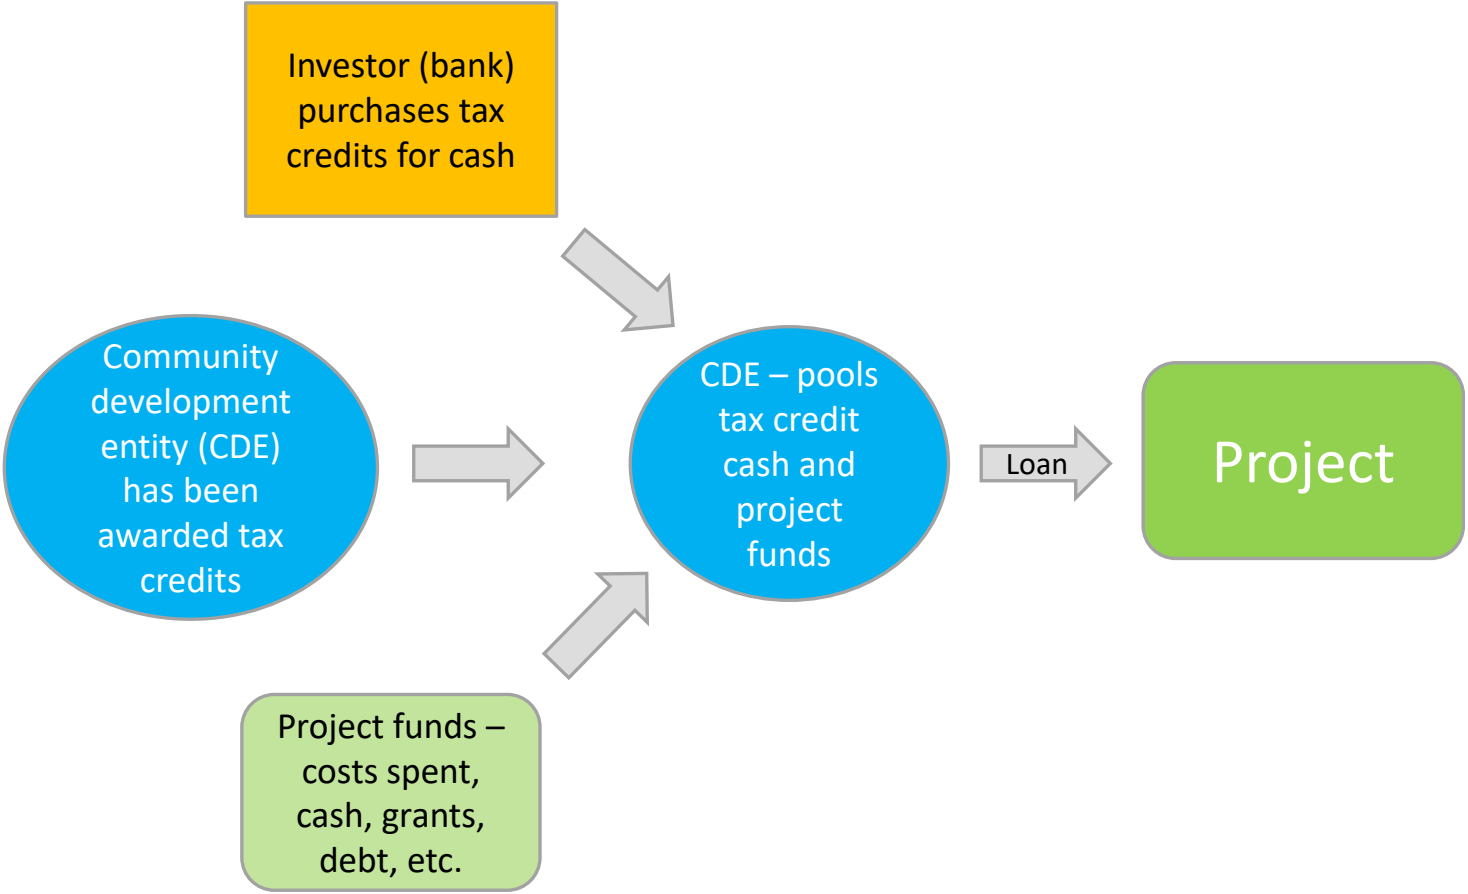 Investor (bank)
purchases tax
credits for cash
Community
development
entity (CDE)
has been
awarded tax
credits
CDE – pools
tax credit
cash and
project
funds
Loan
Project
Project funds –
costs spent,
cash, grants,
debt, etc.